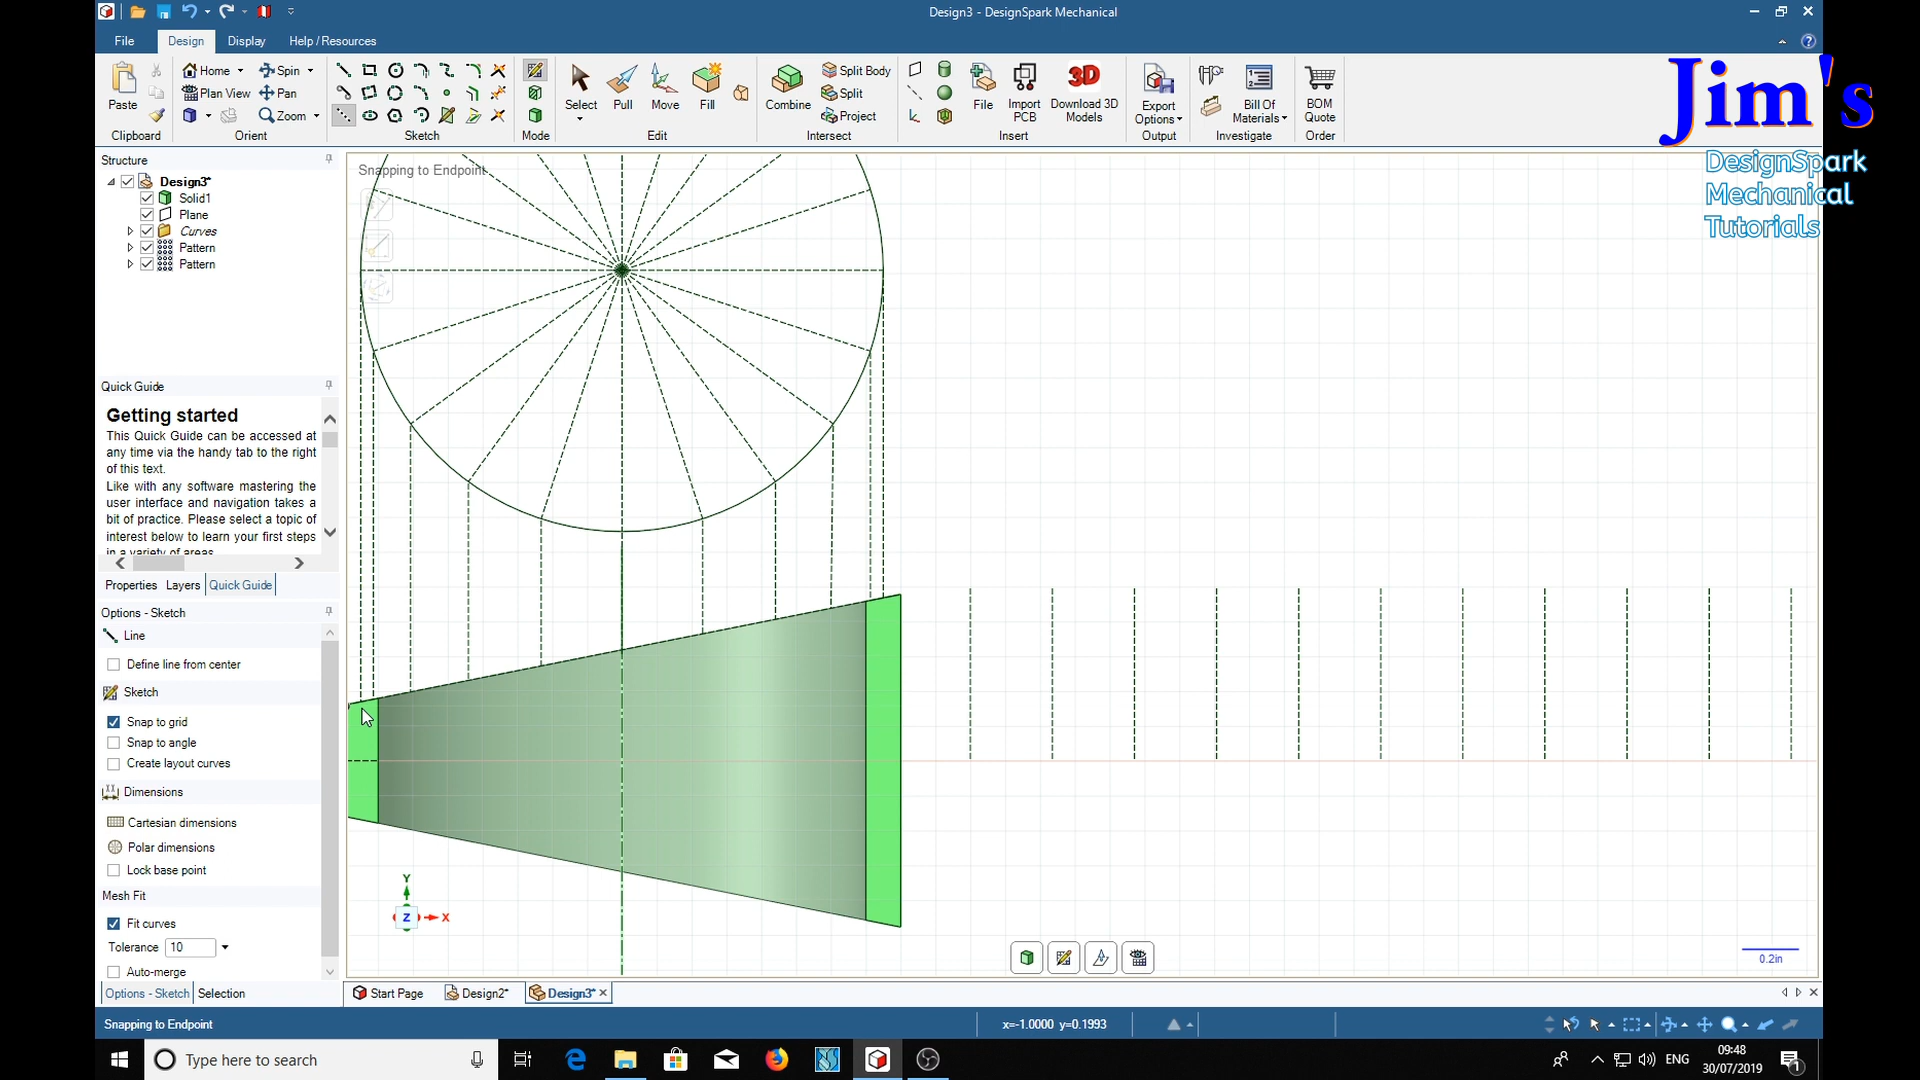 Design3 - DesignSpark Mechanical
File
Design
Display
Help / Resources
Jim's
DesignSpark
Mechanical
Tutorials
Paste
Clipboard
Home
Spin
Plan View
Pan
Zoom
Orient
Sketch
Mode
Select
Pull
Move
Fill
Edit
Combine
Split Body
Split
Project
Intersect
File
Import
PCB
Download 3D
Models
Insert
3D
Export
Options
Output
Bill Of
Materials
Investigate
BOM
Quote
Order
Structure
Design3*
Solid1
Plane
Curves
Pattern
Pattern
Snapping to Endpoint
Quick Guide
Getting started
This Quick Guide can be accessed at
any time via the handy tab to the right
of this text.
Like with any software mastering the
user interface and navigation takes a
bit of practice. Please select a topic of
interest below to learn your first steps
in a variety of areas
Properties
Layers
Quick Guide
Options - Sketch
Line
Define line from center
Sketch
Snap to grid
Snap to angle
Create layout curves
Dimensions
Cartesian dimensions
Polar dimensions
Lock base point
Mesh Fit
Fit curves
Tolerance 10
Auto-merge
Options - Sketch
Selection
Y
Z
X
0.2in
Start Page
Design2*
Design3*
Snapping to Endpoint
x=-1.0000 y=0.1993
Type here to search
ENG
09:48
30/07/2019
1